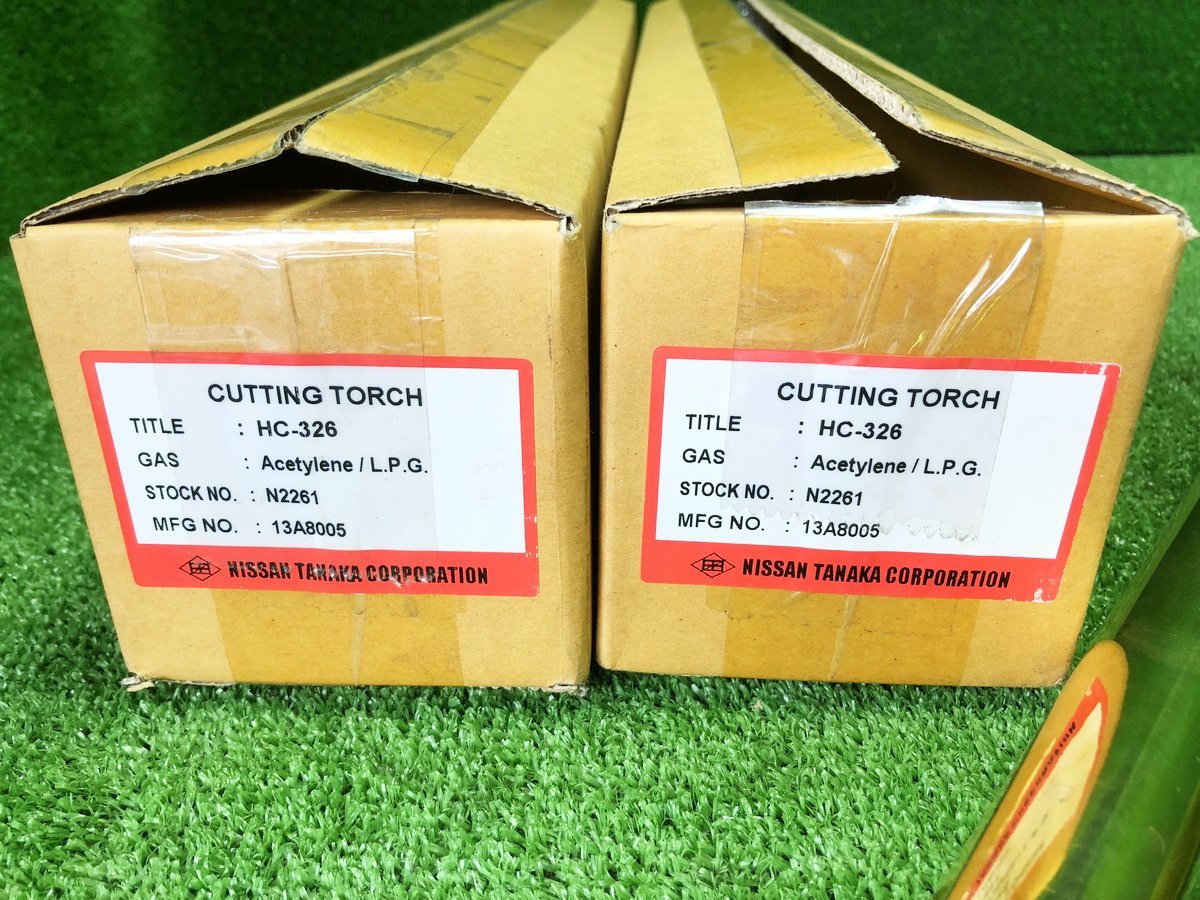 CUTTING TORCH
TITLE : HC-326
GAS : Acetylene / L.P.G.
STOCK NO. : N2261
MFG NO. : 13A8005
NISSAN TANAKA CORPORATION
CUTTING TORCH
TITLE : HC-326
GAS : Acetylene / L.P.G.
STOCK NO. : N2261
MFG NO. : 13A8005
NISSAN TANAKA CORPORATION